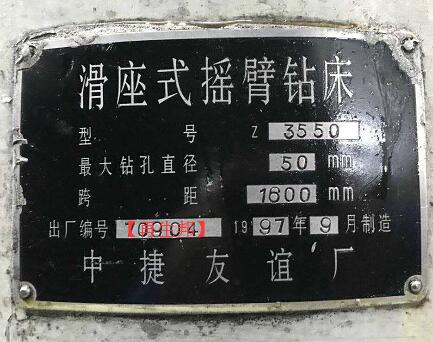 滑座式摇臂钻床
型 号 Z 3550
最大钻孔直径 50 mm
跨 距 1600 mm
出厂编号 70904 1997年9月制造
中捷友谊厂